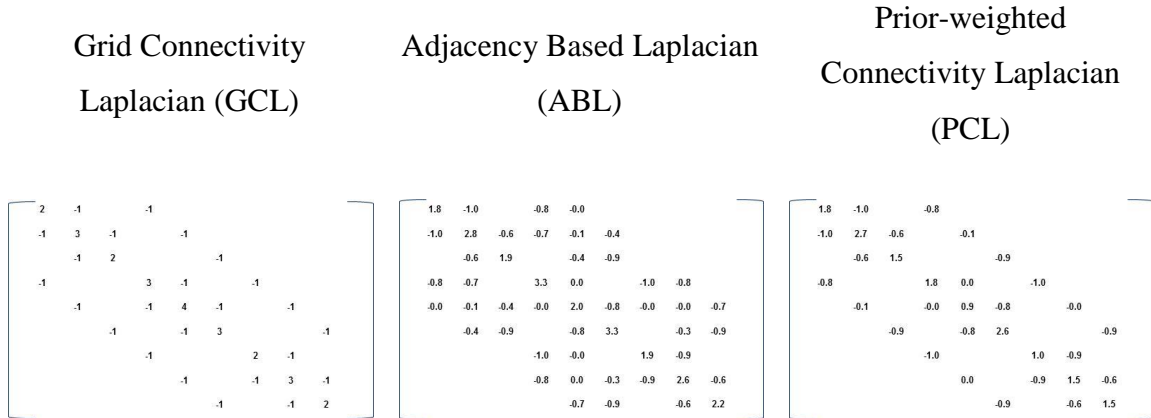 Grid Connectivity
Laplacian (GCL)
Adjacency Based Laplacian
(ABL)
Prior-weighted
Connectivity Laplacian
(PCL)
2 -1 -1
-1 3 -1 -1
-1 2 -1
-1 3 -1 -1
-1 -1 4 -1 -1
-1 -1 3 -1
-1 2 -1
-1 -1 3 -1
-1 -1 2
1.8 -1.0 -0.8 -0.0
-1.0 2.8 -0.6 -0.7 -0.1 -0.4
-0.6 1.9 -0.4 -0.9
-0.8 -0.7 3.3 0.0 -1.0 -0.8
-0.0 -0.1 -0.4 -0.0 2.0 -0.8 -0.0 -0.0 -0.7
-0.4 -0.9 -0.8 3.3 -0.3 -0.9
-1.0 -0.0 1.9 -0.9
-0.8 0.0 -0.3 -0.9 2.6 -0.6
-0.7 -0.9 -0.6 2.2
1.8 -1.0 -0.8
-1.0 2.7 -0.6 -0.1
-0.6 1.5 -0.9
-0.8 1.8 0.0 -1.0
-0.1 -0.0 0.9 -0.8 -0.0
-0.9 -0.8 2.6 -0.9
-1.0 1.0 -0.9
0.0 -0.9 1.5 -0.6
-0.9 -0.6 1.5